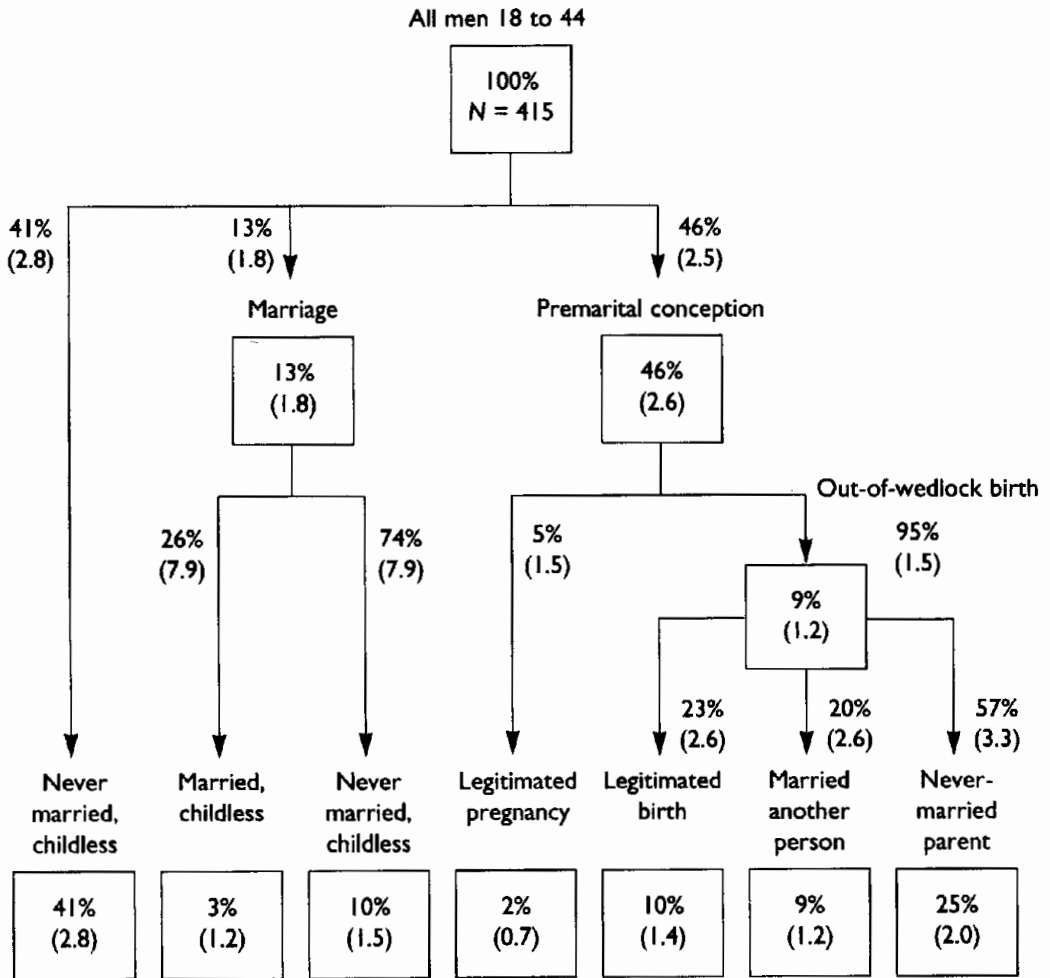 All men 18 to 44
100%
N = 415
41%
(2.8)
13%
(1.8)
46%
(2.5)
Marriage
Premarital conception
13%
(1.8)
46%
(2.6)
Out-of-wedlock birth
26%
(7.9)
74%
(7.9)
5%
(1.5)
95%
(1.5)
9%
(1.2)
23%
(2.6)
20%
(2.6)
57%
(3.3)
Never
married,
childless
Married,
childless
Never
married,
childless
Legitimated
pregnancy
Legitimated
birth
Married
another
person
Never-
married
parent
41%
(2.8)
3%
(1.2)
10%
(1.5)
2%
(0.7)
10%
(1.4)
9%
(1.2)
25%
(2.0)